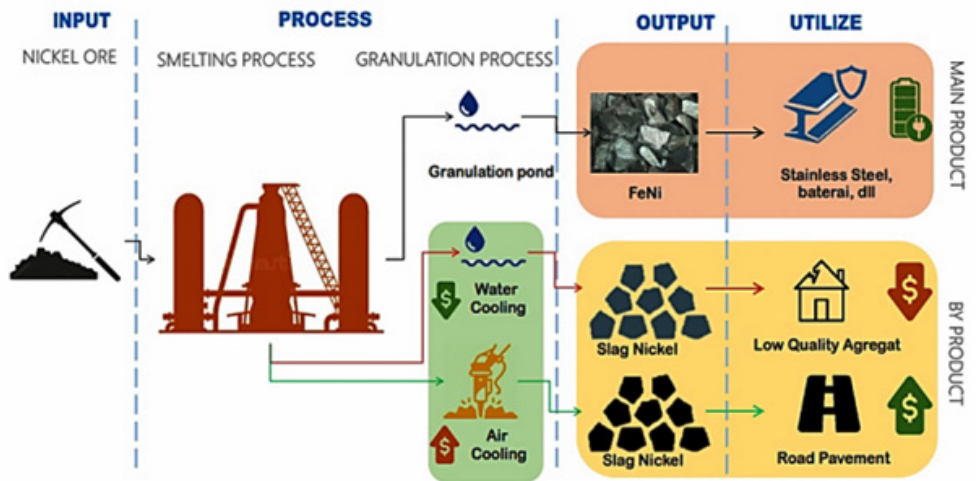 INPUT
PROCESS
OUTPUT
UTILIZE
NICKEL ORE
SMELTING PROCESS
GRANULATION PROCESS
MAIN PRODUCT
Granulation pond
FeNi
Stainless Steel,
baterai, dll
$
Water
Cooling
Slag Nickel
Low Quality Agregat
$
BY PRODUCT
$
Air
Cooling
Slag Nickel
Road Pavement
$